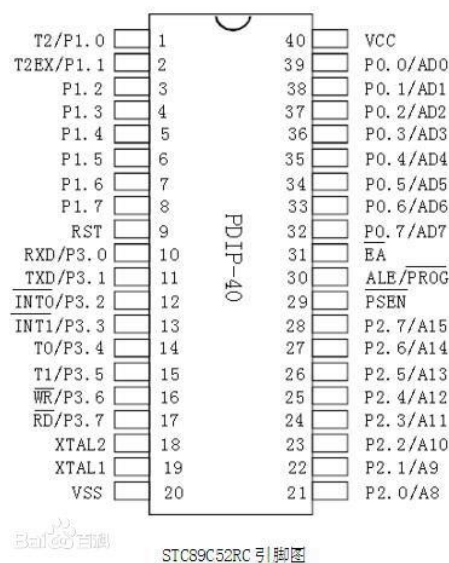 T2/P1.0 1 40 VCC
T2EX/P1.1 2 39 P0.0/AD0
P1.2 3 38 P0.1/AD1
P1.3 4 37 P0.2/AD2
P1.4 5 36 P0.3/AD3
P1.5 6 35 P0.4/AD4
P1.6 7 34 P0.5/AD5
P1.7 8 33 P0.6/AD6
RST 9 32 P0.7/AD7
RXD/P3.0 10 31 EA
TXD/P3.1 11 30 ALE/PROG
INT0/P3.2 12 29 PSEN
INT1/P3.3 13 28 P2.7/A15
T0/P3.4 14 27 P2.6/A14
T1/P3.5 15 26 P2.5/A13
WR/P3.6 16 25 P2.4/A12
RD/P3.7 17 24 P2.3/A11
XTAL2 18 23 P2.2/A10
XTAL1 19 22 P2.1/A9
VSS 20 21 P2.0/A8
PDIP-40
Bai百科
STC89C52RC 引脚图